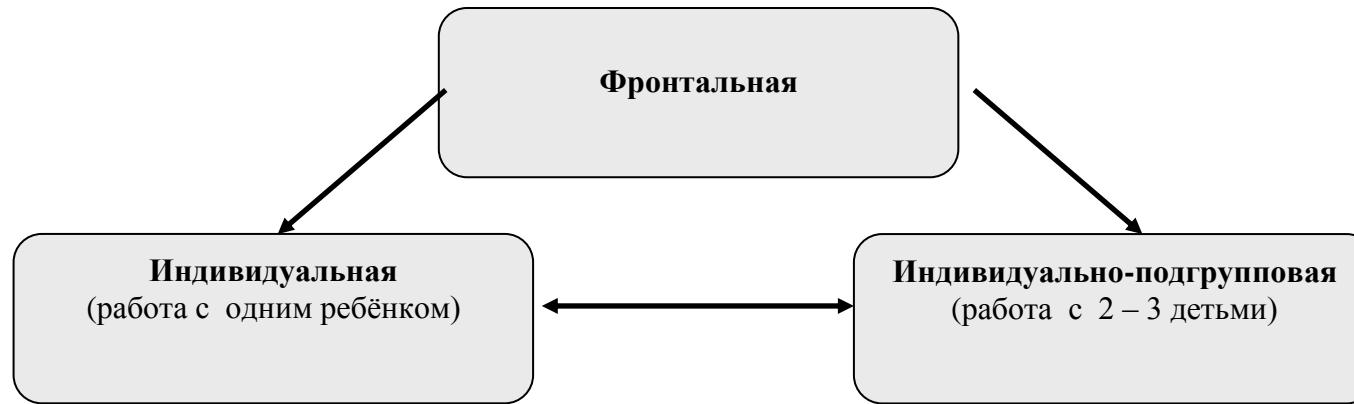 Фронтальная
Индивидуальная
(работа с одним ребёнком)
Индивидуально-подгрупповая
(работа с 2 – 3 детьми)